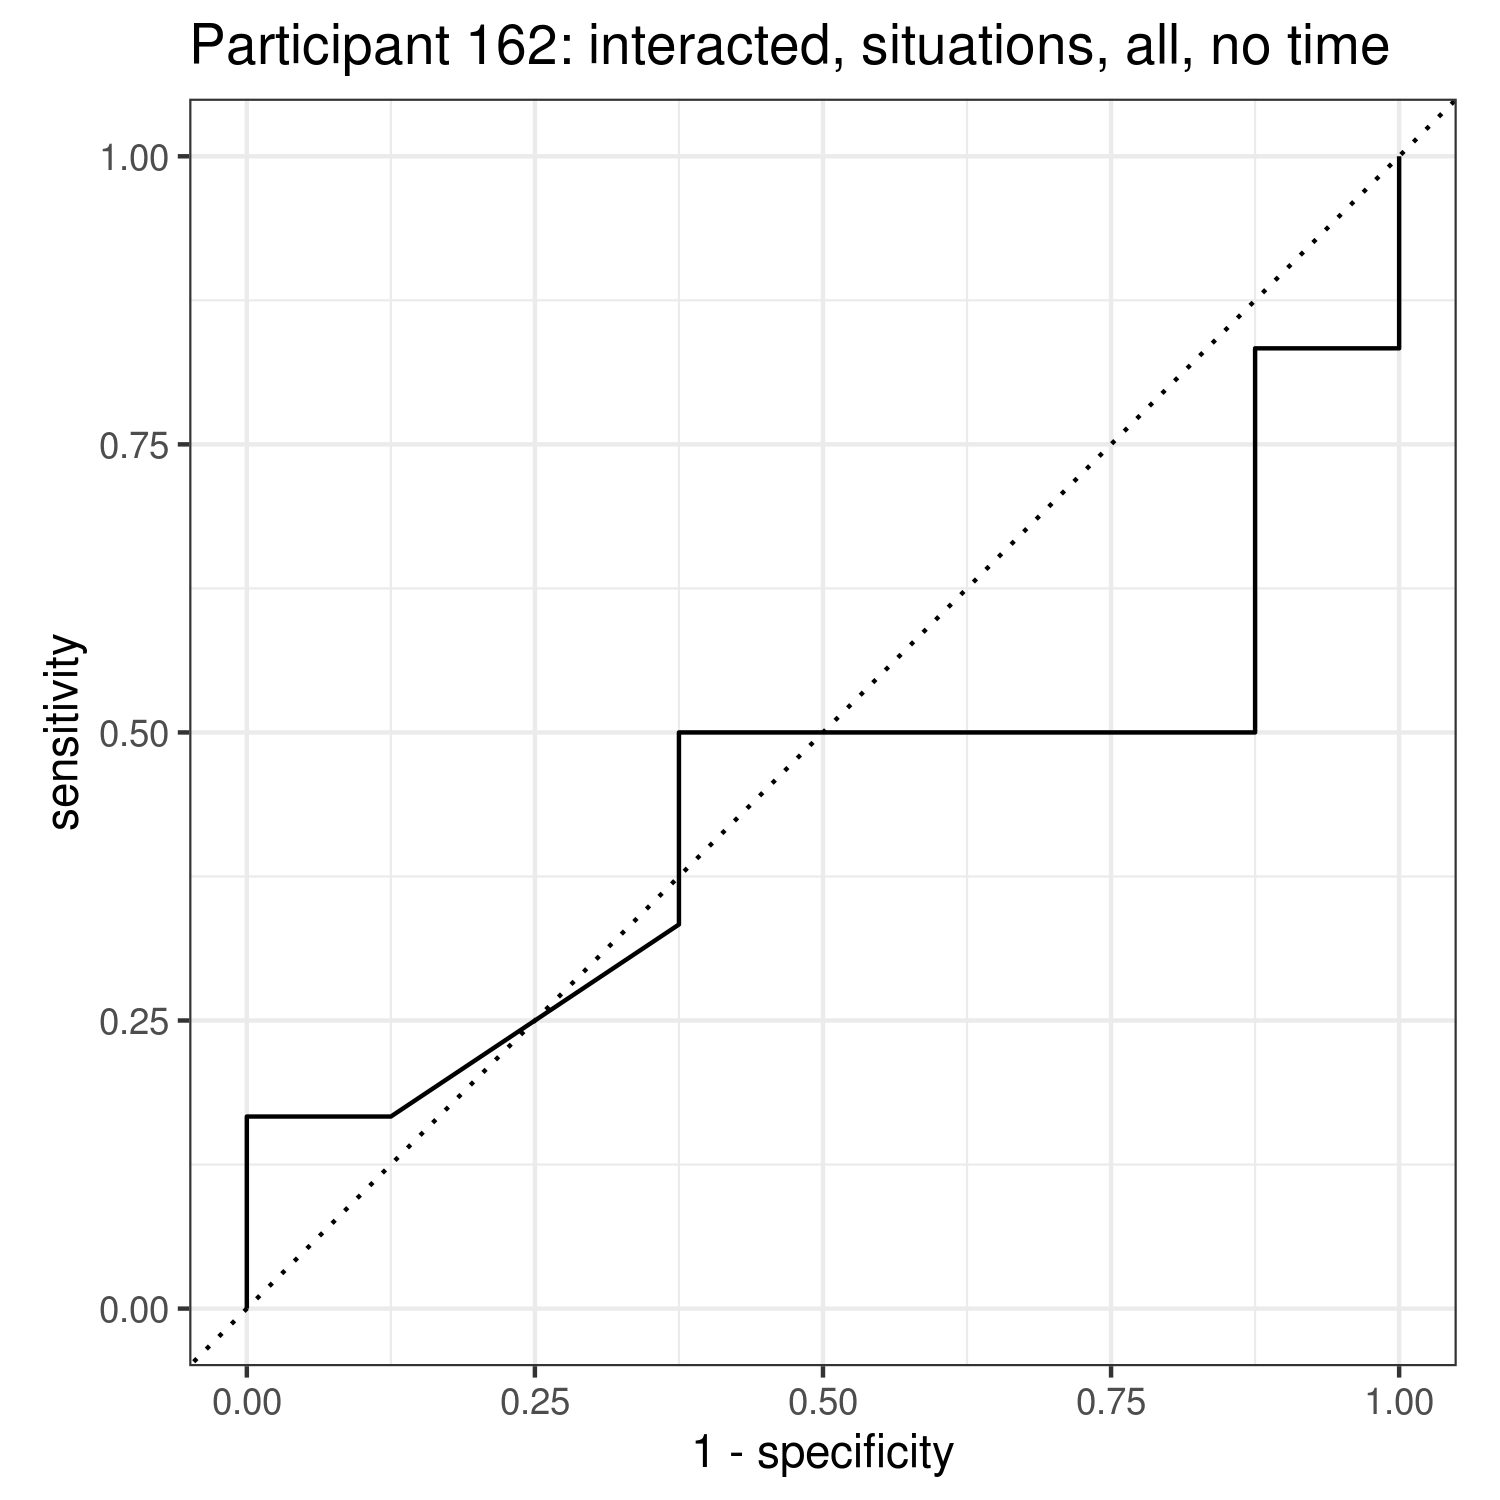 Participant 162: interacted, situations, all, no time
1.00
0.75
0.50
0.25
0.00
sensitivity
0.00 0.25 0.50 0.75 1.00
1 - specificity